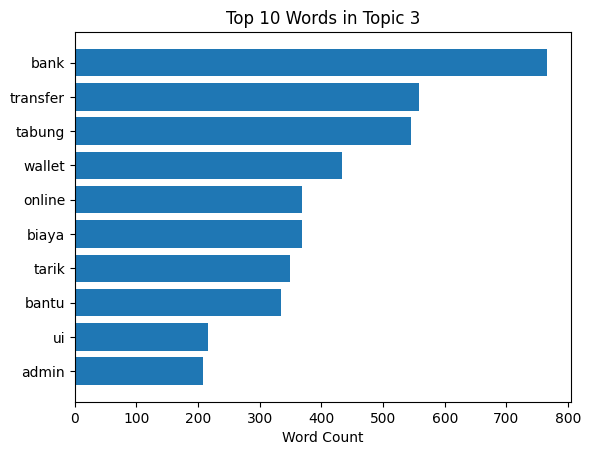 Top 10 Words in Topic 3
bank
transfer
tabung
wallet
online
biaya
tarik
bantu
ui
admin
0 100 200 300 400 500 600 700 800
Word Count